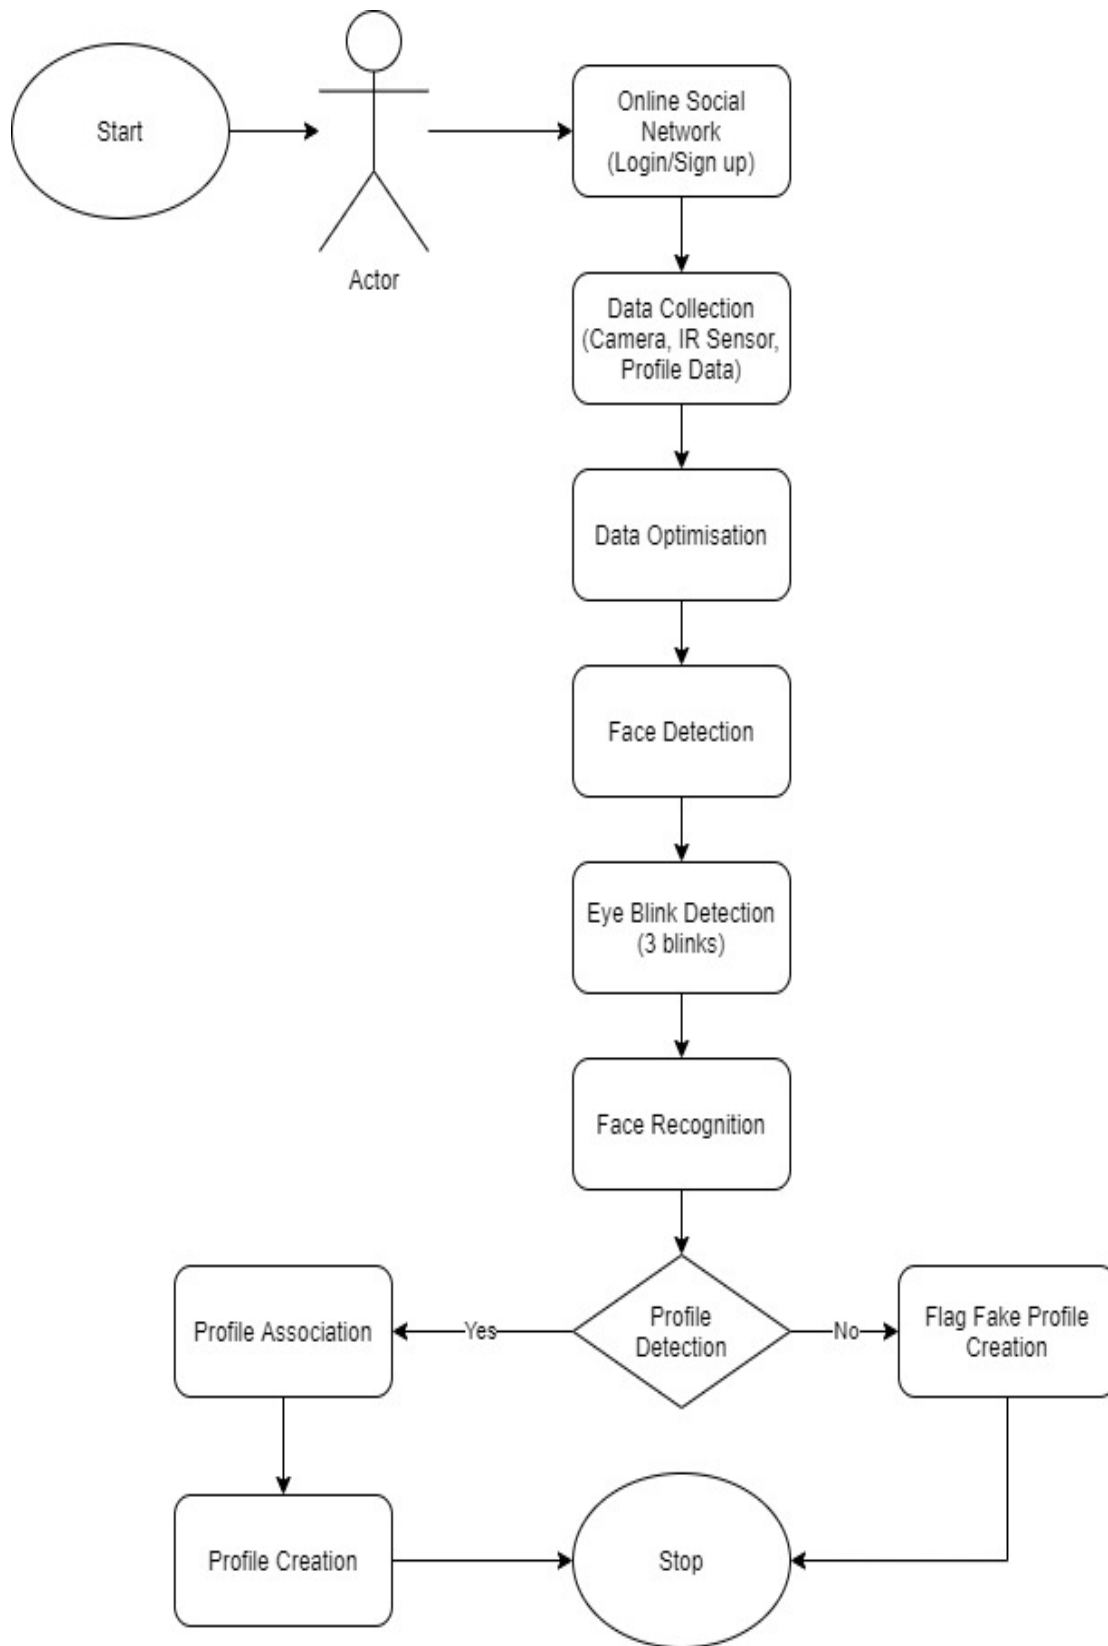 Start
Actor
Online Social
Network
(Login/Sign up)
Data Collection
(Camera, IR Sensor,
Profile Data)
Data Optimisation
Face Detection
Eye Blink Detection
(3 blinks)
Face Recognition
Profile
Detection
Yes
No
Profile Association
Flag Fake Profile
Creation
Profile Creation
Stop